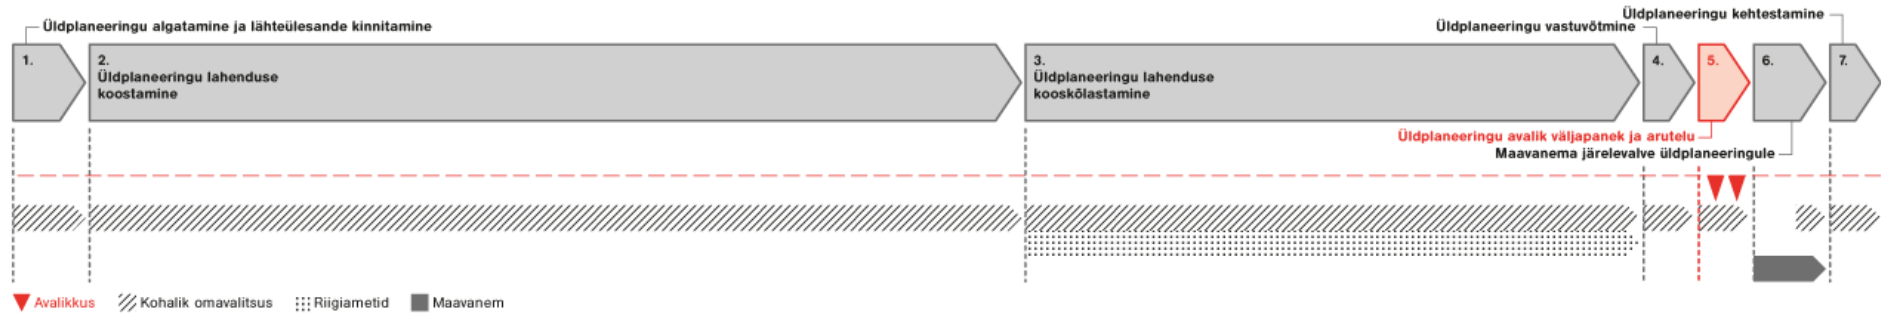 Üldplaneeringu algatamine ja lähteülesande kinnitamine
Üldplaneeringu kehtestamine
Üldplaneeringu vastuvõtmine
1.
2.
Üldplaneeringu lahenduse
koostamine
3.
Üldplaneeringu lahenduse
kooskõlastamine
4.
5.
6.
7.
Üldplaneeringu avalik väljapanek ja arutelu
Maavanema järelevalve üldplaneeringule
Avalikkus
Kohalik omavalitsus
Riigiametid
Maavanem